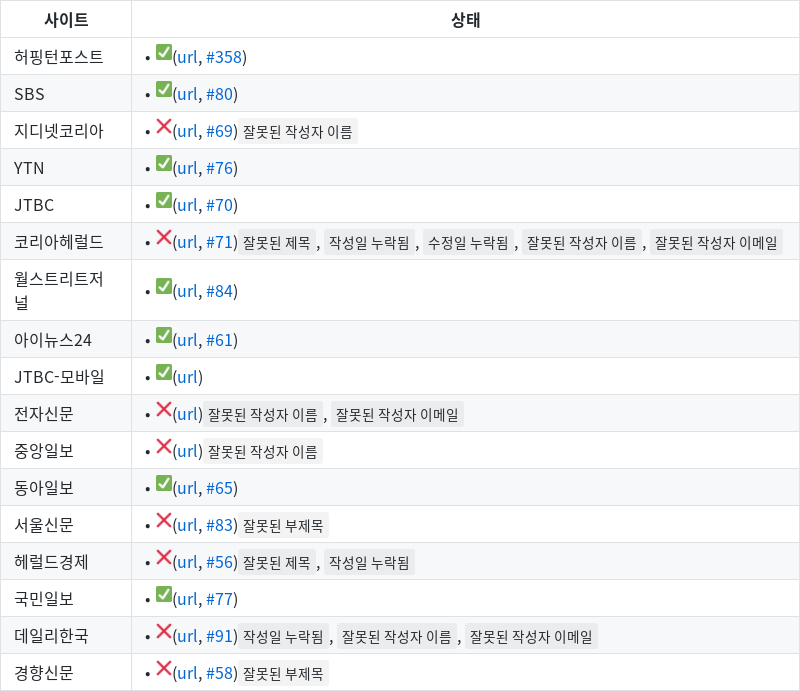 사이트 상태
허핑턴포스트 • ✅(url, #358)
SBS • ✅(url, #80)
지디넷코리아 • ❌(url, #69) 잘못된 작성자 이름
YTN • ✅(url, #76)
JTBC • ✅(url, #70)
코리아헤럴드 • ❌(url, #71) 잘못된 제목 , 작성일 누락됨 , 수정일 누락됨 , 잘못된 작성자 이름 , 잘못된 작성자 이메일
월스트리트저
널 • ✅(url, #84)
아이뉴스24 • ✅(url, #61)
JTBC-모바일 • ✅(url)
전자신문 • ❌(url) 잘못된 작성자 이름 , 잘못된 작성자 이메일
중앙일보 • ❌(url) 잘못된 작성자 이름
동아일보 • ✅(url, #65)
서울신문 • ❌(url, #83) 잘못된 부제목
헤럴드경제 • ❌(url, #56) 잘못된 제목 , 작성일 누락됨
국민일보 • ✅(url, #77)
데일리한국 • ❌(url, #91) 작성일 누락됨 , 잘못된 작성자 이름 , 잘못된 작성자 이메일
경향신문 • ❌(url, #58) 잘못된 부제목